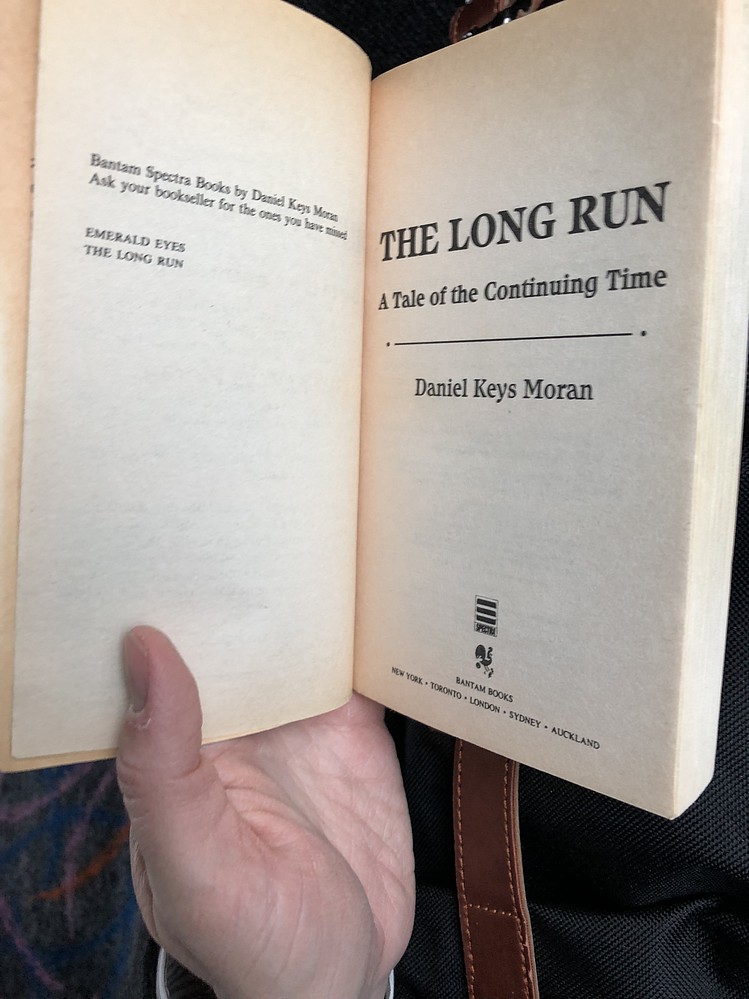 Bantam Spectra Books by Daniel Keys Moran
Ask your bookseller for the ones you have missed
EMERALD EYES
THE LONG RUN
THE LONG RUN
A Tale of the Continuing Time
Daniel Keys Moran
SPECTRA
BANTAM BOOKS
NEW YORK • TORONTO • LONDON • SYDNEY • AUCKLAND